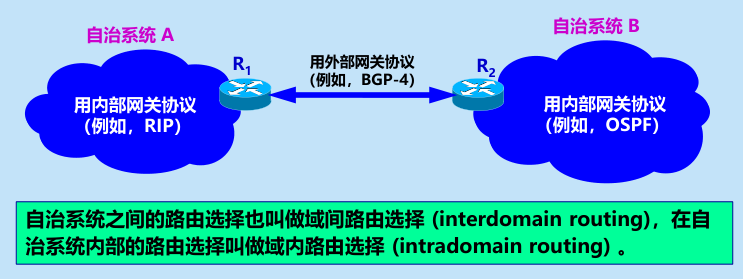 自治系统 A
自治系统 B
R1
用外部网关协议
（例如，BGP-4）
R2
用内部网关协议
（例如，RIP）
用内部网关协议
（例如，OSPF）
自治系统之间的路由选择也叫做域间路由选择 (interdomain routing)，在自
治系统内部的路由选择叫做域内路由选择 (intradomain routing) 。